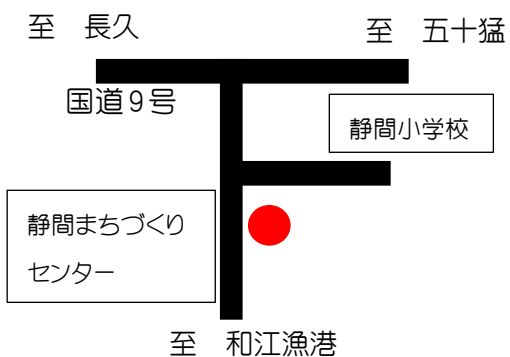 至　長久
至　五十猛
国道9号
静間小学校
静間まちづくり
センター
至　和江漁港